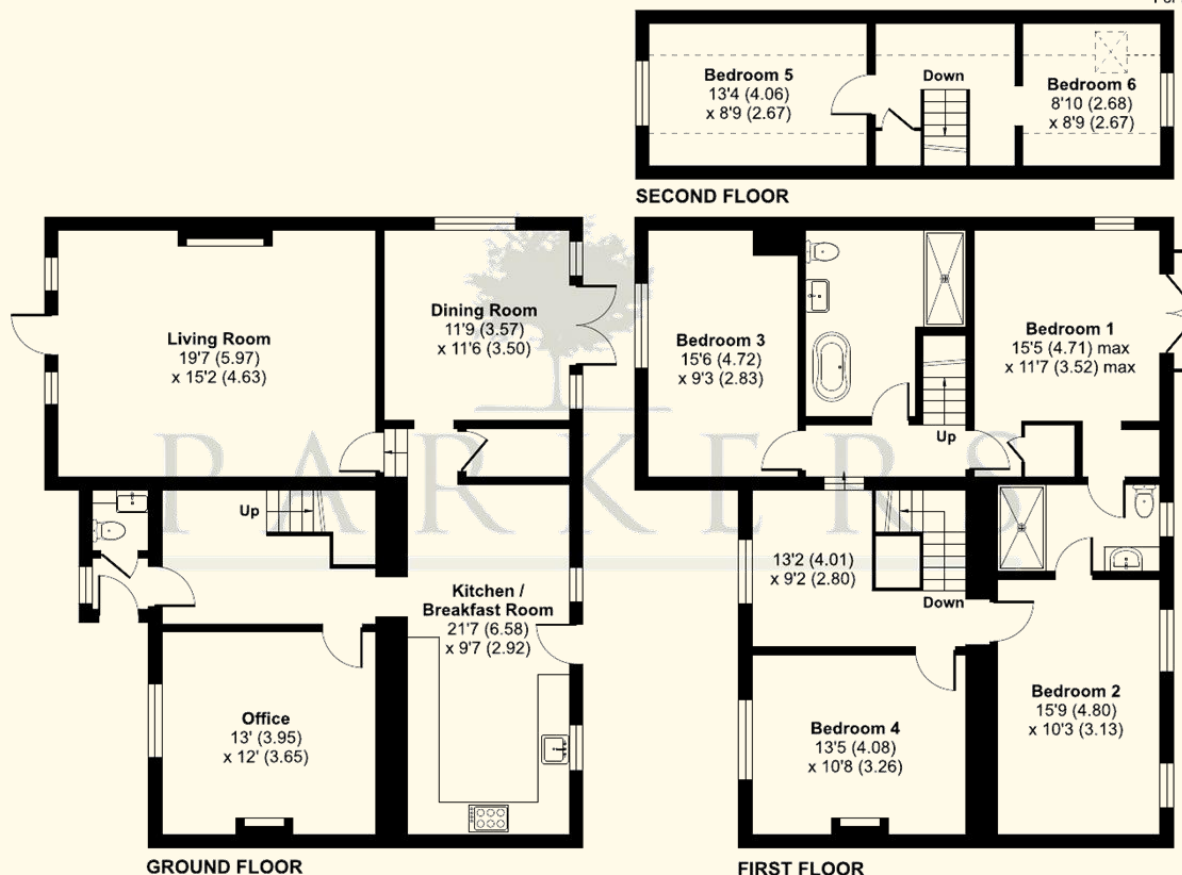 Bedroom 5
13'4 (4.06)
x 8'9 (2.67)
Down
Bedroom 6
8'10 (2.68)
x 8'9 (2.67)
SECOND FLOOR
Living Room
19'7 (5.97)
x 15'2 (4.63)
Dining Room
11'9 (3.57)
x 11'6 (3.50)
Up
Kitchen /
Breakfast Room
21'7 (6.58)
x 9'7 (2.92)
Office
13' (3.95)
x 12' (3.65)
GROUND FLOOR
Bedroom 3
15'6 (4.72)
x 9'3 (2.83)
Bedroom 1
15'5 (4.71) max
x 11'7 (3.52) max
Up
13'2 (4.01)
x 9'2 (2.80)
Down
Bedroom 2
15'9 (4.80)
x 10'3 (3.13)
Bedroom 4
13'5 (4.08)
x 10'8 (3.26)
FIRST FLOOR
PARKERS